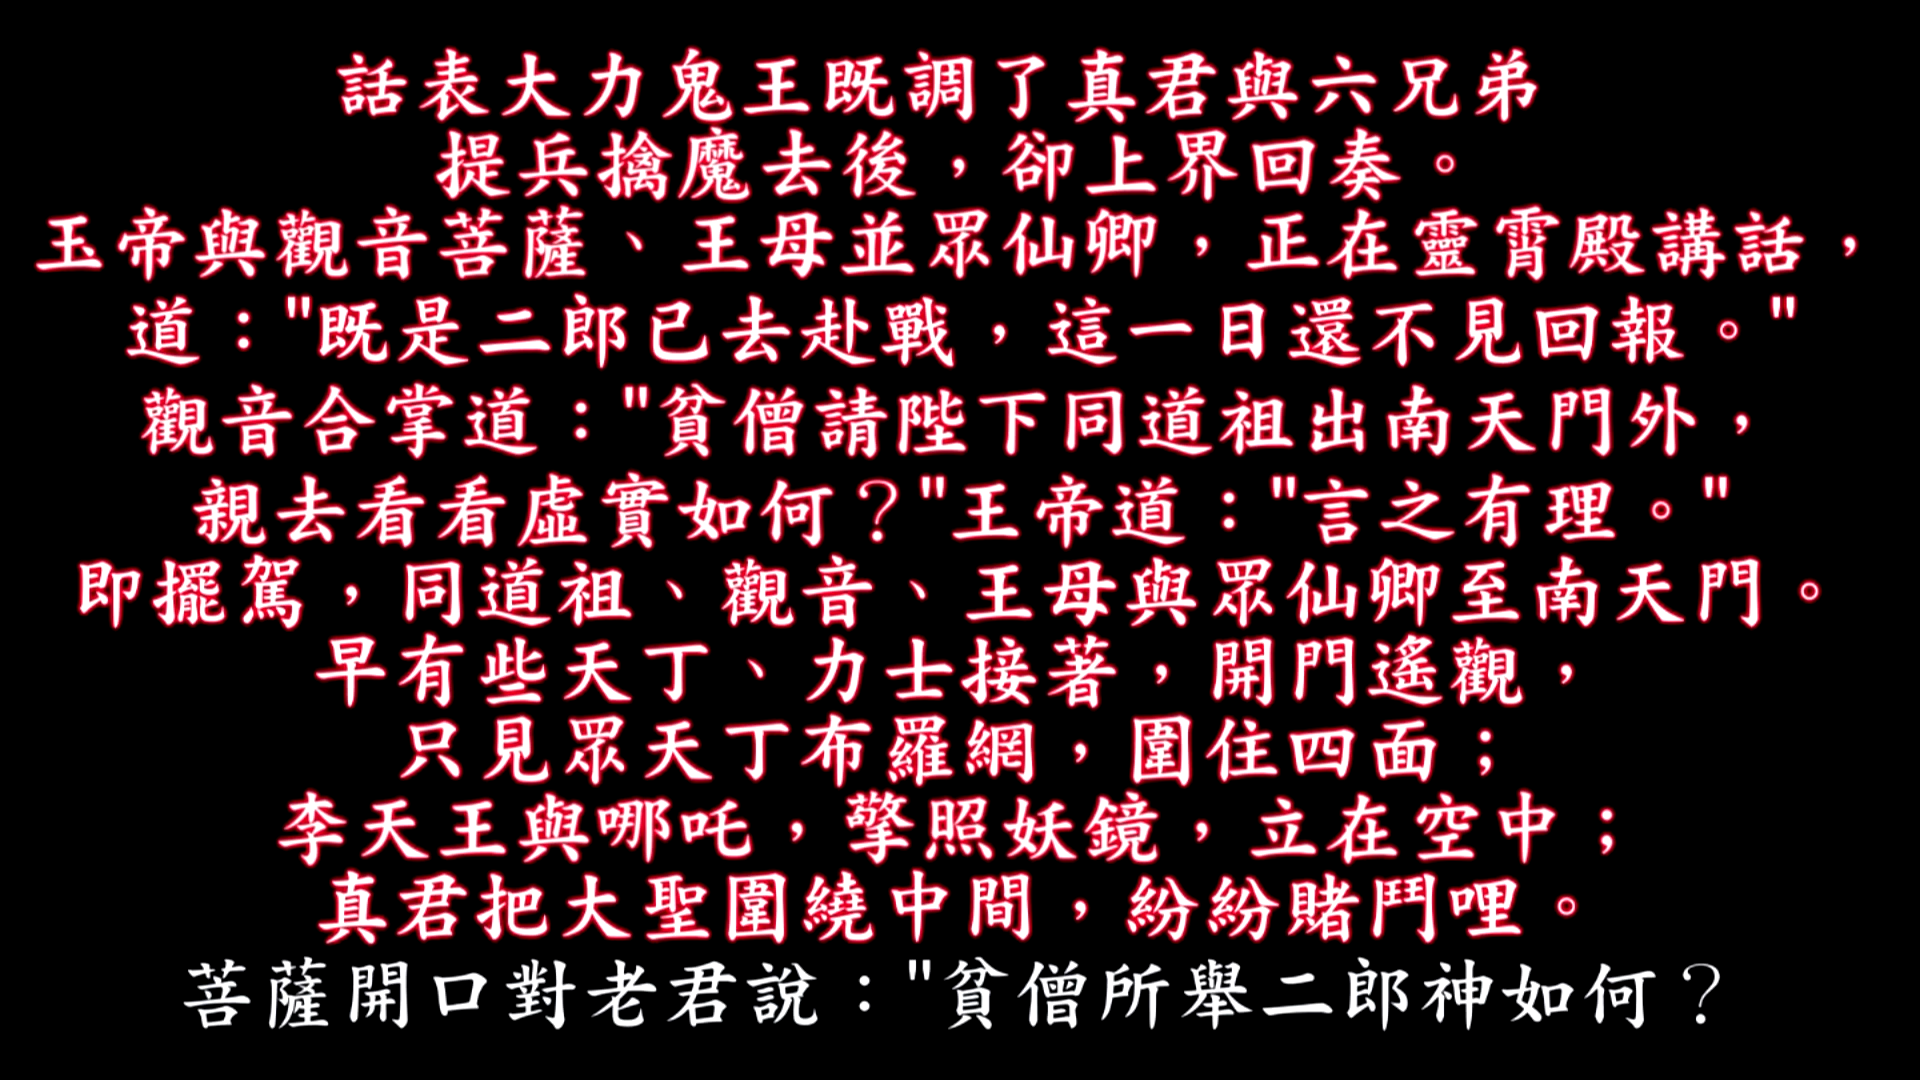 話表大力鬼王既調了真君與六兄弟
提兵擒魔去後，卻上界回奏。
玉帝與觀音菩薩、王母並眾仙卿，正在靈霄殿講話，
道："既是二郎已去赴戰，這一日還不見回報。"
觀音合掌道："貧僧請陛下同道祖出南天門外，
親去看看虛實如何？"王帝道："言之有理。"
即擺駕，同道祖、觀音、王母與眾仙卿至南天門。
早有些天丁、力士接著，開門遙觀，
只見眾天丁布羅網，圍住四面；
李天王與哪吒，擎照妖鏡，立在空中；
真君把大聖圍繞中間，紛紛賭鬥哩。
菩薩開口對老君說："貧僧所舉二郎神如何？